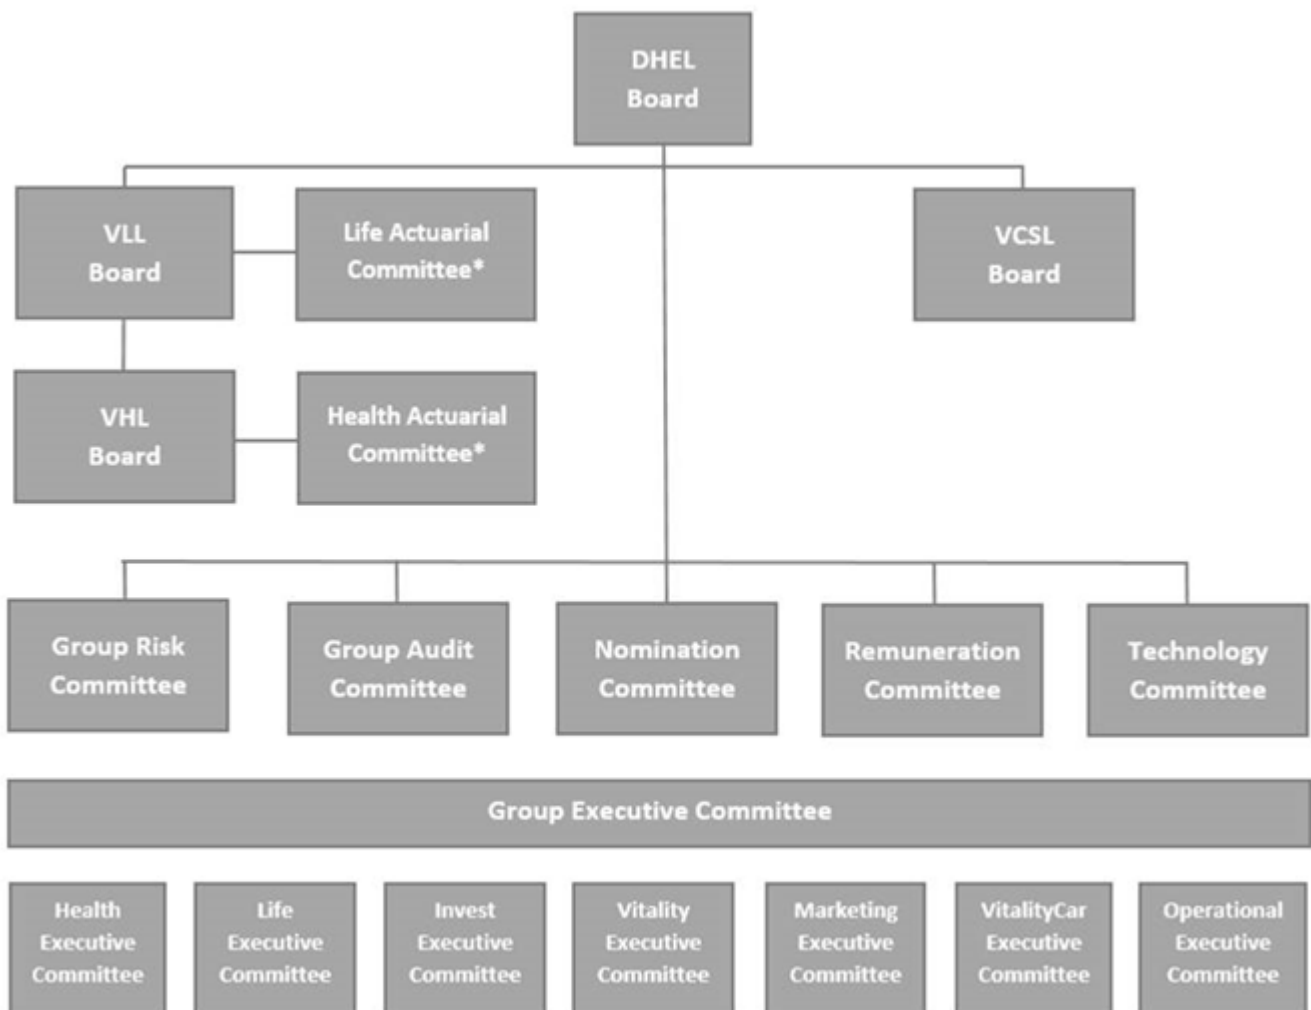 DHEL
Board
VLL
Board
Life Actuarial
Committee*
VCSL
Board
VHL
Board
Health Actuarial
Committee*
Group Risk
Committee
Group Audit
Committee
Nomination
Committee
Remuneration
Committee
Technology
Committee
Group Executive Committee
Health
Executive
Committee
Life
Executive
Committee
Invest
Executive
Committee
Vitality
Executive
Committee
Marketing
Executive
Committee
VitalityCar
Executive
Committee
Operational
Executive
Committee